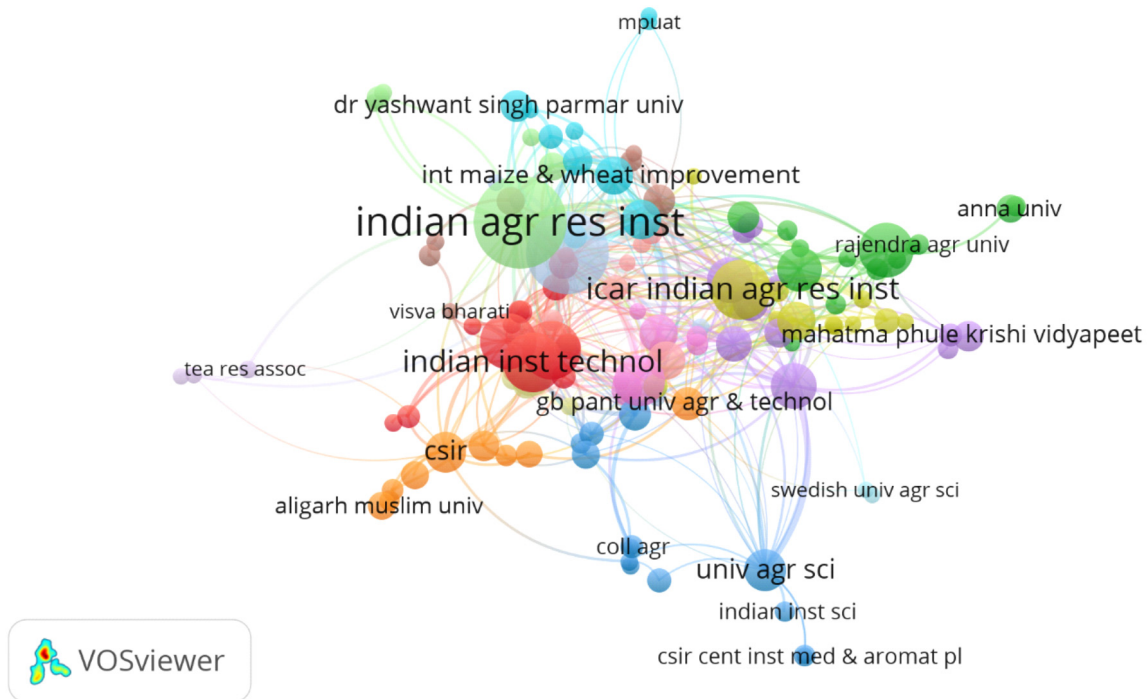 mpuat
dr yashwant singh parmar univ
int maize & wheat improvement
indian agr res inst
anna univ
rajendra agr univ
icar indian agr res inst
visva bharati
mahatma phule krishi vidyapeet
indian inst technol
tea res assoc
gb pant univ agr & technol
csir
swedish univ agr sci
aligarh muslim univ
coll agr
univ agr sci
indian inst sci
csir cent inst med & aromat pl
VOSviewer